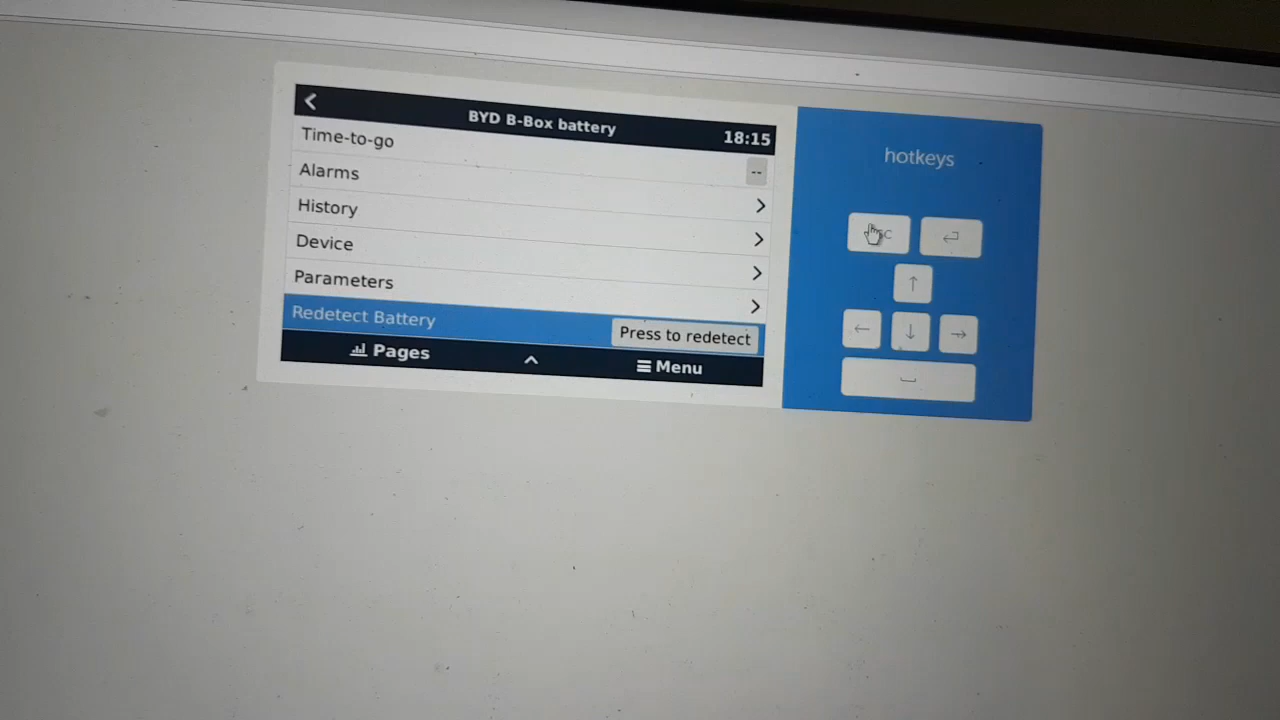 BYD B-Box battery
18:15
Time-to-go
--
Alarms
History
Device
Parameters
Redetect Battery
Press to redetect
Pages
Menu
hotkeys